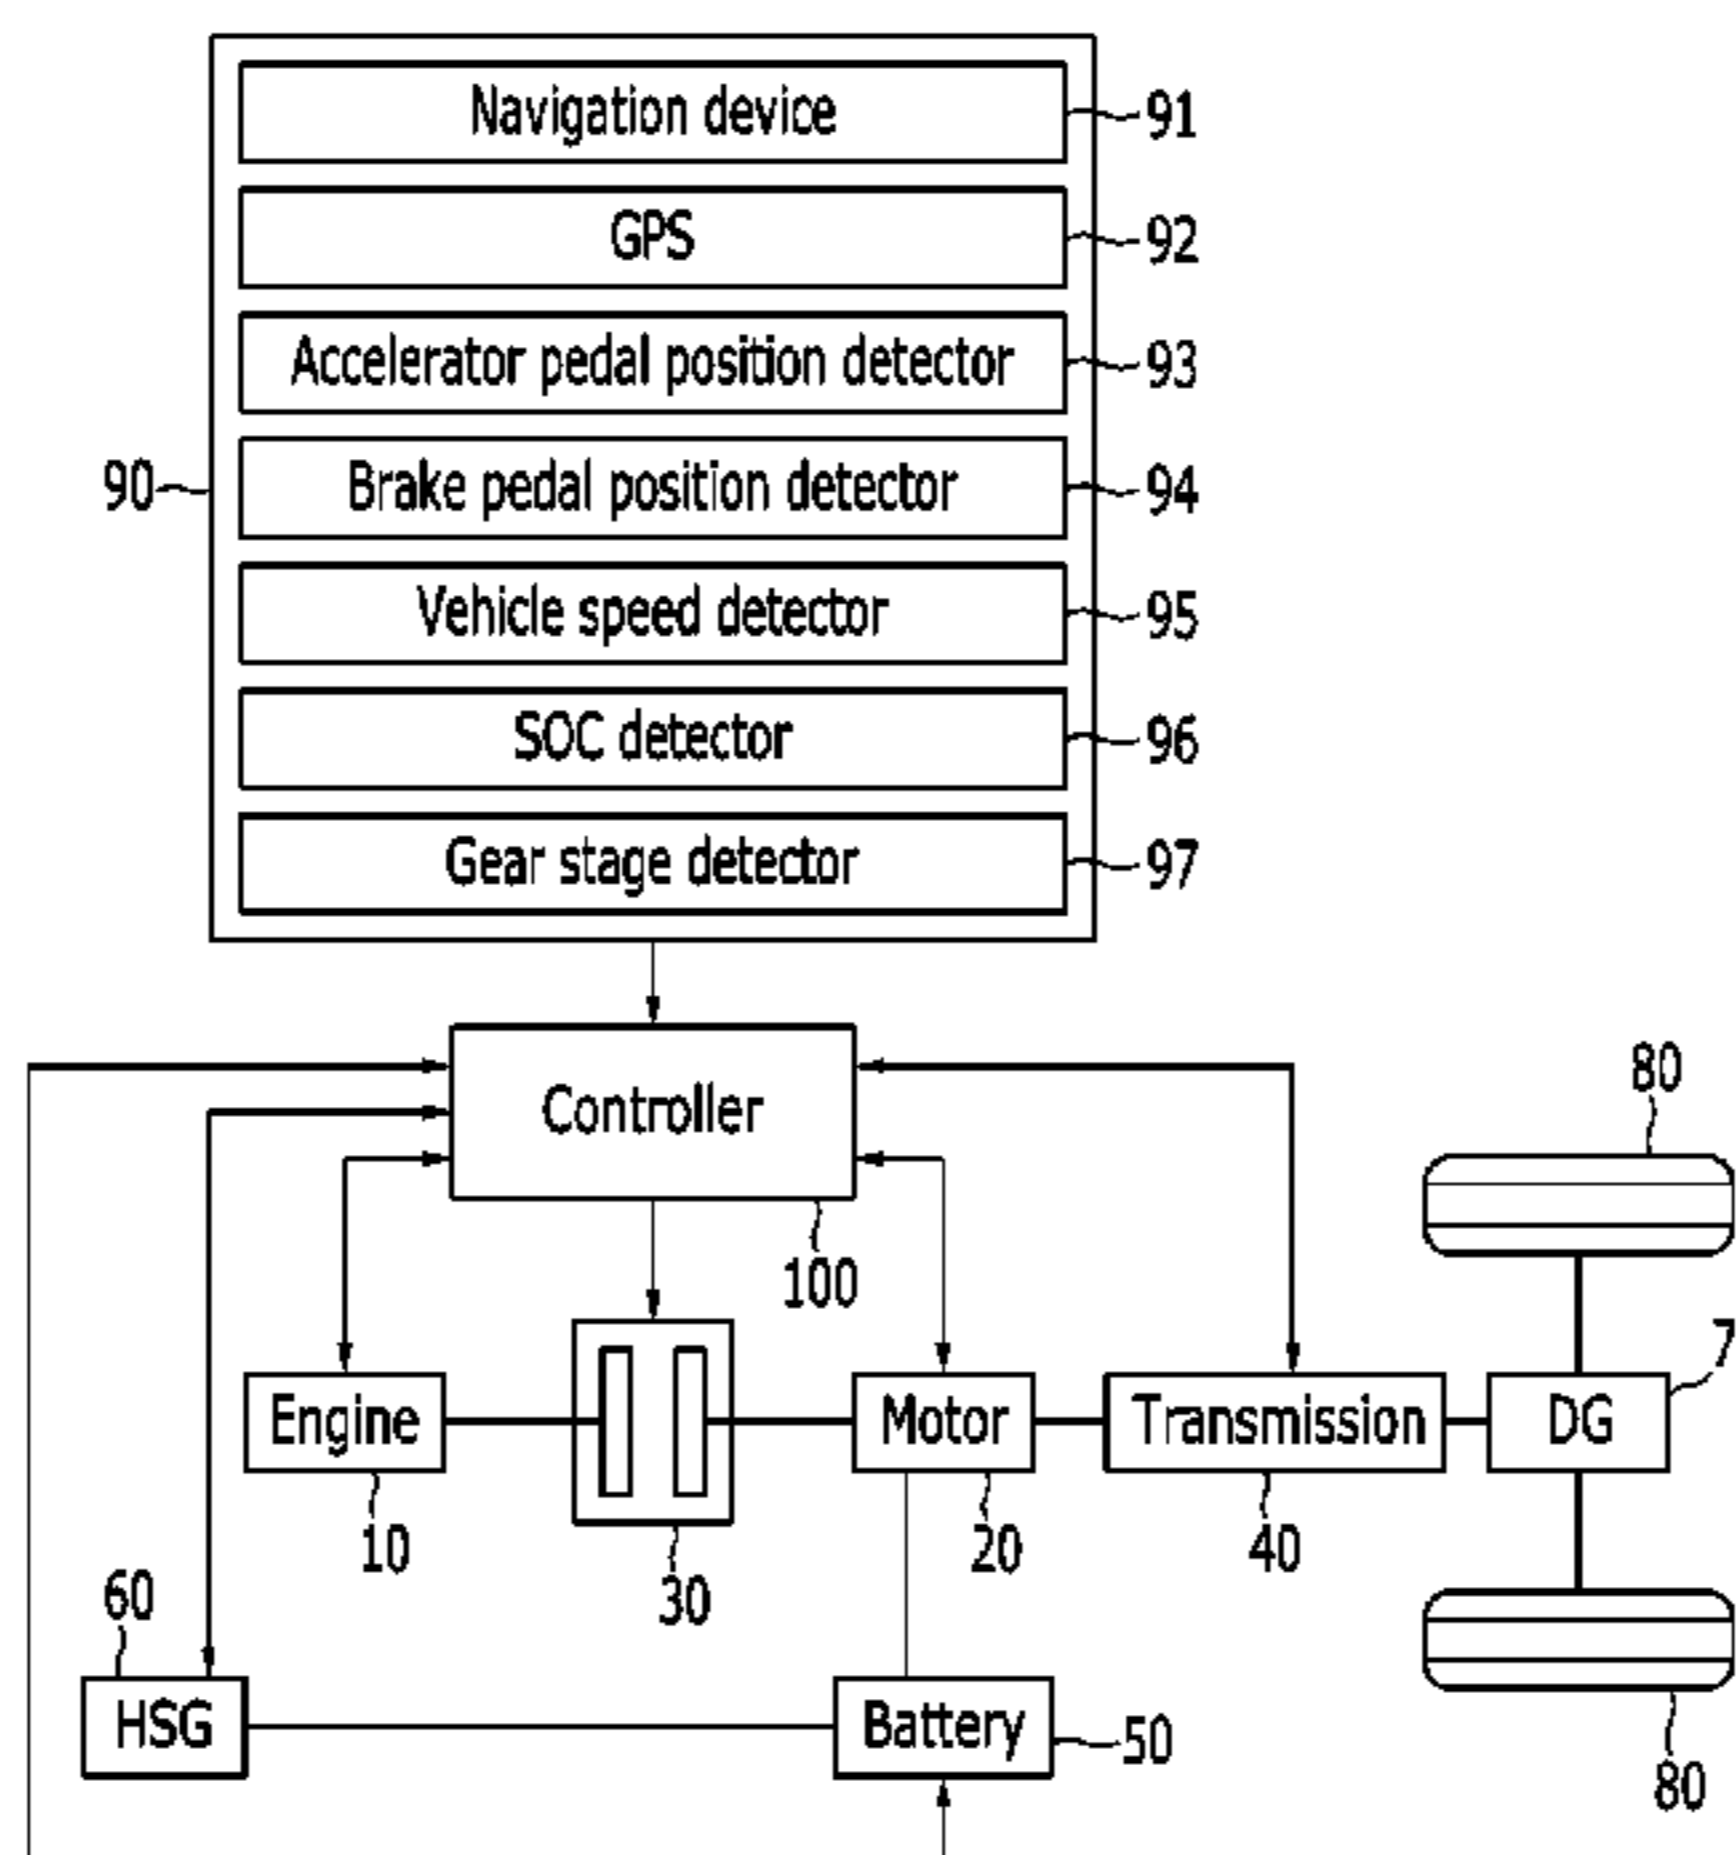 Navigation device 91
GPS 92
Accelerator pedal position detector 93
90 Brake pedal position detector 94
Vehicle speed detector 95
SOC detector 96
Gear stage detector 97
Controller
80
100
7
Engine Motor Transmission DG
10 30 20 40
60
HSG Battery 50
80